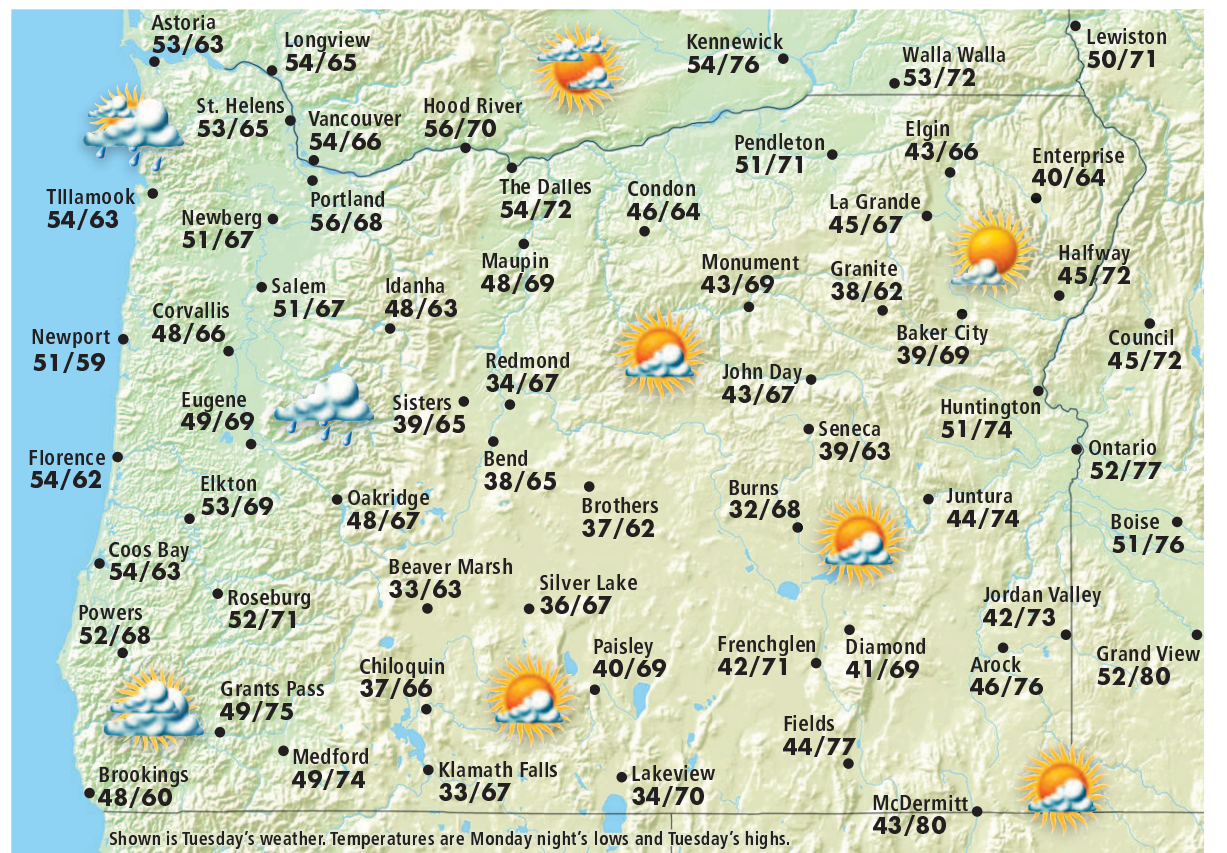 Astoria
53/63
Longview
54/65
Kennewick
54/76
Walla Walla
53/72
Lewiston
50/71
St. Helens
53/65
Vancouver
54/66
Hood River
56/70
Pendleton
51/71
Elgin
43/66
Enterprise
40/64
TIllamook
54/63
Newberg
51/67
Portland
56/68
The Dalles
54/72
Condon
46/64
La Grande
45/67
Maupin
48/69
Monument
43/69
Granite
38/62
Halfway
45/72
Salem
51/67
Idanha
48/63
Corvallis
48/66
Newport
51/59
Baker City
39/69
Council
45/72
Redmond
34/67
John Day
43/67
Eugene
49/69
Sisters
39/65
Huntington
51/74
Seneca
39/63
Ontario
52/77
Florence
54/62
Bend
38/65
Elkton
53/69
Oakridge
48/67
Brothers
37/62
Burns
32/68
Juntura
44/74
Boise
51/76
Coos Bay
54/63
Beaver Marsh
33/63
Silver Lake
36/67
Roseburg
52/71
Jordan Valley
42/73
Powers
52/68
Paisley
40/69
Frenchglen
42/71
Diamond
41/69
Arock
46/76
Grand View
52/80
Chiloquin
37/66
Grants Pass
49/75
Fields
44/77
Medford
49/74
Klamath Falls
33/67
Lakeview
34/70
Brookings
48/60
McDermitt
43/80
Shown is Tuesday's weather. Temperatures are Monday night's lows and Tuesday's highs.